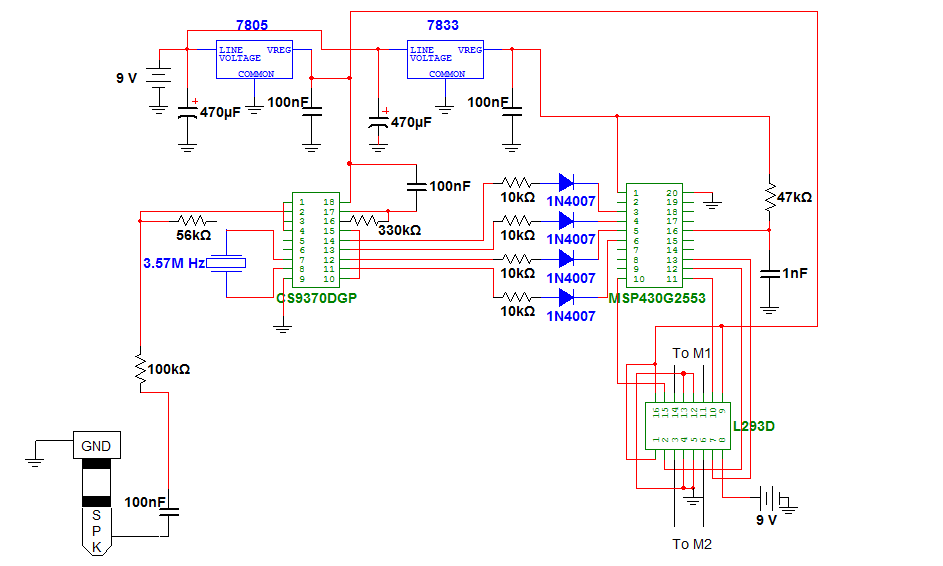 7805
7833
LINE VREG
VOLTAGE
COMMON
LINE VREG
VOLTAGE
COMMON
9 V
+
470µF
100nF
+
470µF
100nF
100nF
10kΩ
1N4007
10kΩ
1N4007
10kΩ
1N4007
10kΩ
1N4007
47kΩ
1nF
56kΩ
330kΩ
3.57M Hz
1 18
2 17
3 16
4 15
5 14
6 13
7 12
8 11
9 10
CS9370DGP
1 20
2 19
3 18
4 17
5 16
6 15
7 14
8 13
9 12
10 11
MSP430G2553
100kΩ
To M1
16 15 14 13 12 11 10 9
1 2 3 4 5 6 7 8
L293D
To M2
9 V
GND
100nF
S
P
K